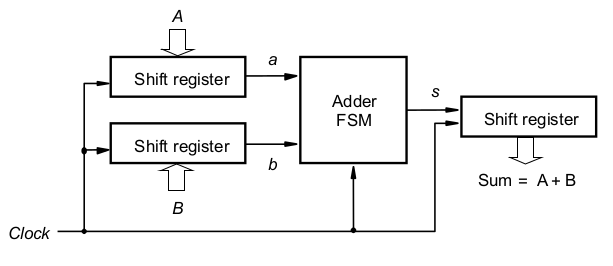 A
Shift register
a
Adder
FSM
s
Shift register
Shift register
b
B
Sum = A + B
Clock